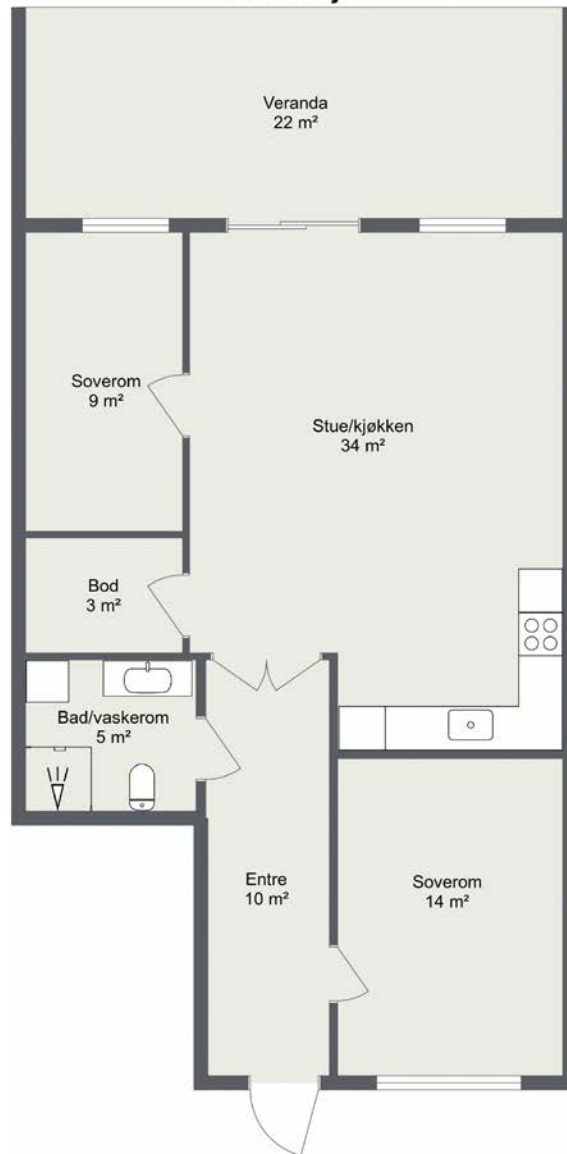 Veranda
22 m²
Soverom
9 m²
Stue/kjøkken
34 m²
Bod
3 m²
Bad/vaskerom
5 m²
Entre
10 m²
Soverom
14 m²